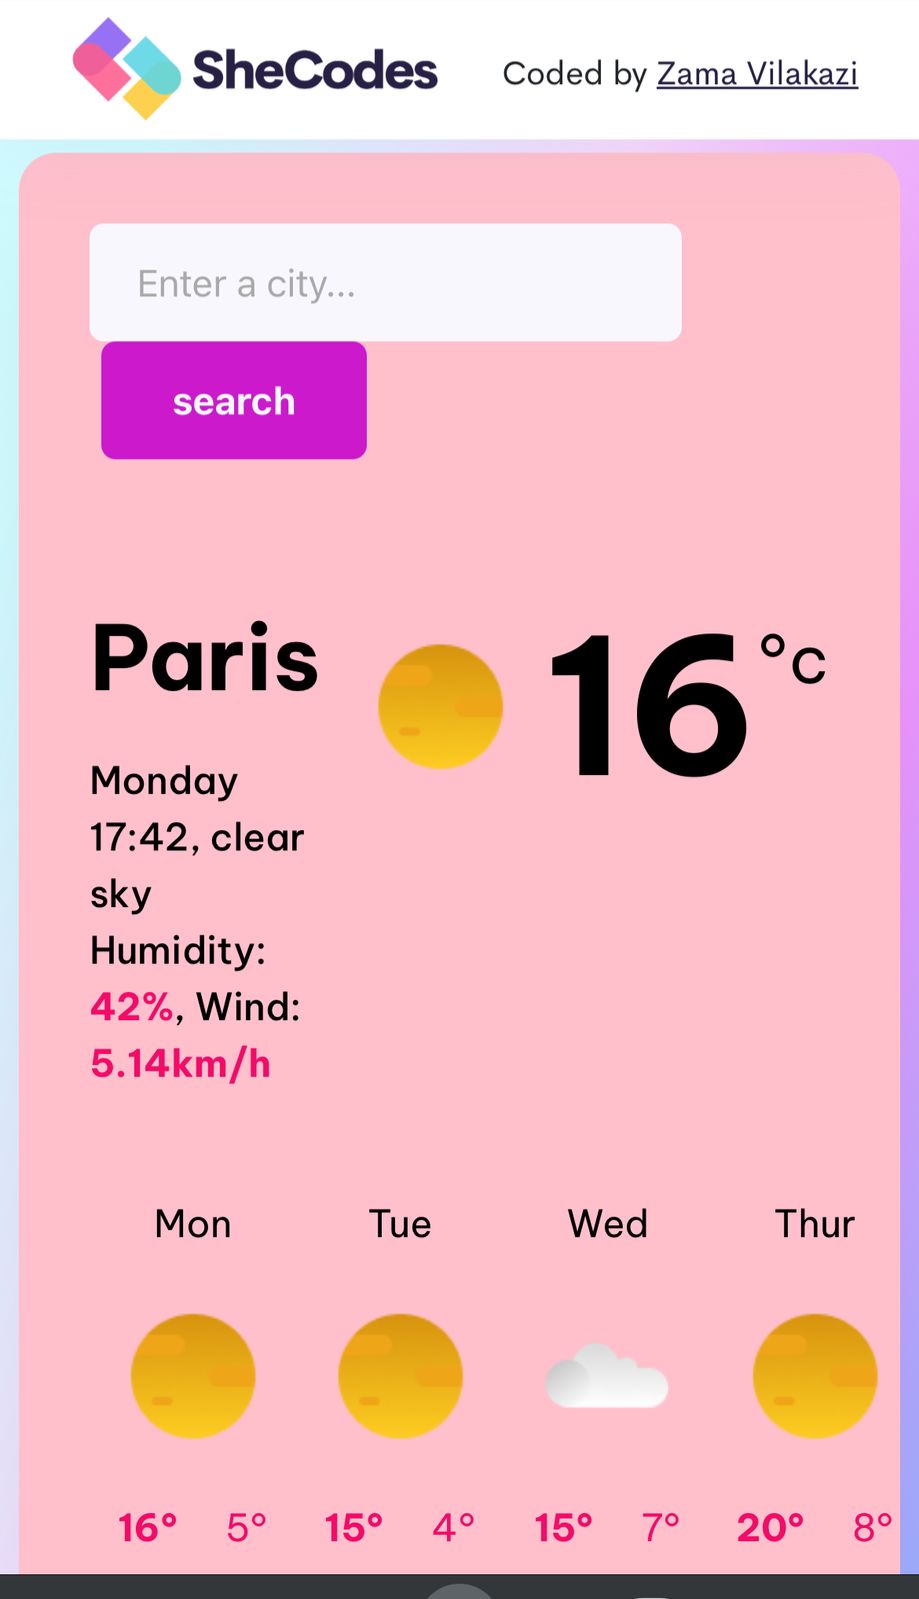 SheCodes
Coded by Zama Vilakazi
Enter a city...
search
Paris
16°C
Monday
17:42, clear
sky
Humidity:
42%, Wind:
5.14km/h
Mon Tue Wed Thur
16° 5° 15° 4° 15° 7° 20° 8°